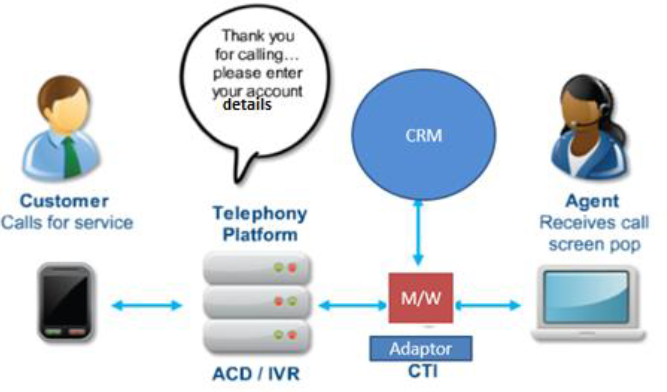 Thank you
for calling...
please enter
your account
details
CRM
Customer
Calls for service
Telephony
Platform
Agent
Receives call
screen pop
M/W
Adaptor
ACD / IVR
CTI